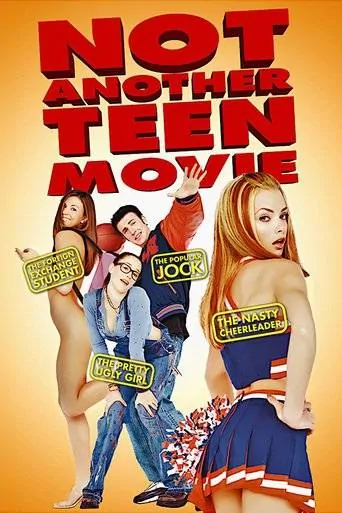 NOT
ANOTHER
TEEN
MOVIE
THE FOREIGN
EXCHANGE
STUDENT
THE POPULAR
JOCK
THE NASTY
CHEERLEADER
THE PRETTY
UGLY GIRL